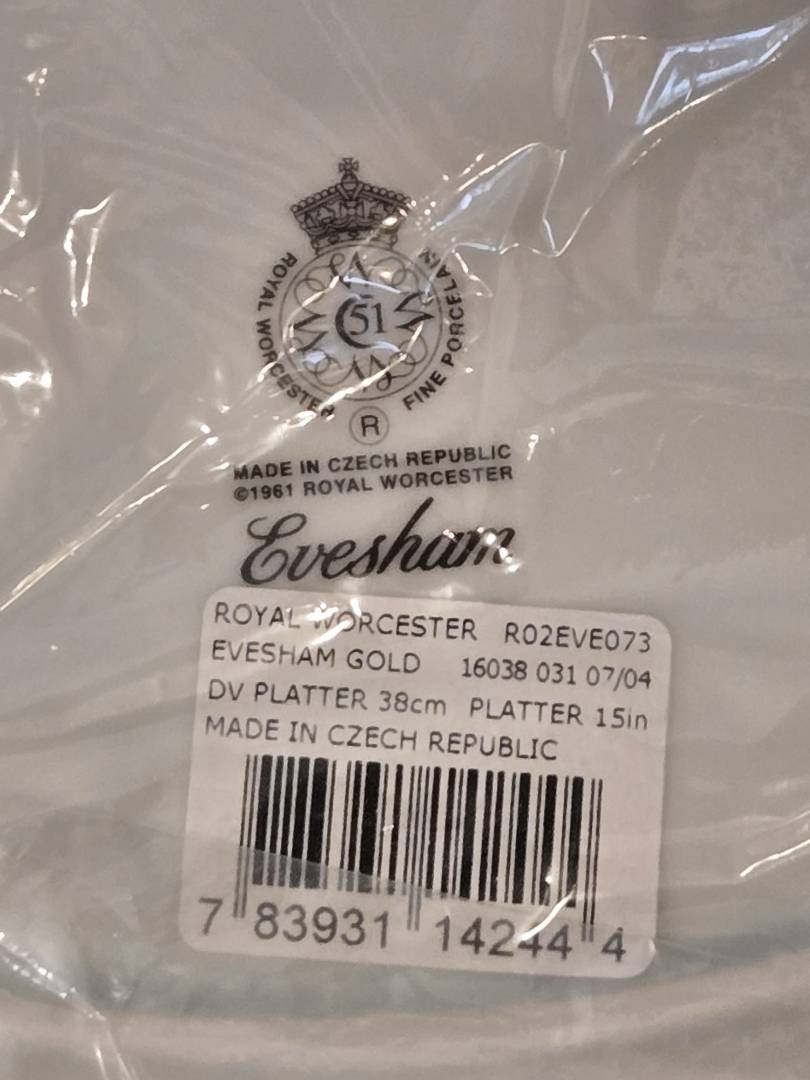 ROYAL WORCESTER FINE PORCELAIN
51
R
MADE IN CZECH REPUBLIC
©1961 ROYAL WORCESTER
Evesham
ROYAL WORCESTER R02EVE073
EVESHAM GOLD 16038 031 07/04
DV PLATTER 38cm PLATTER 15in
MADE IN CZECH REPUBLIC
7 83931 14244 4